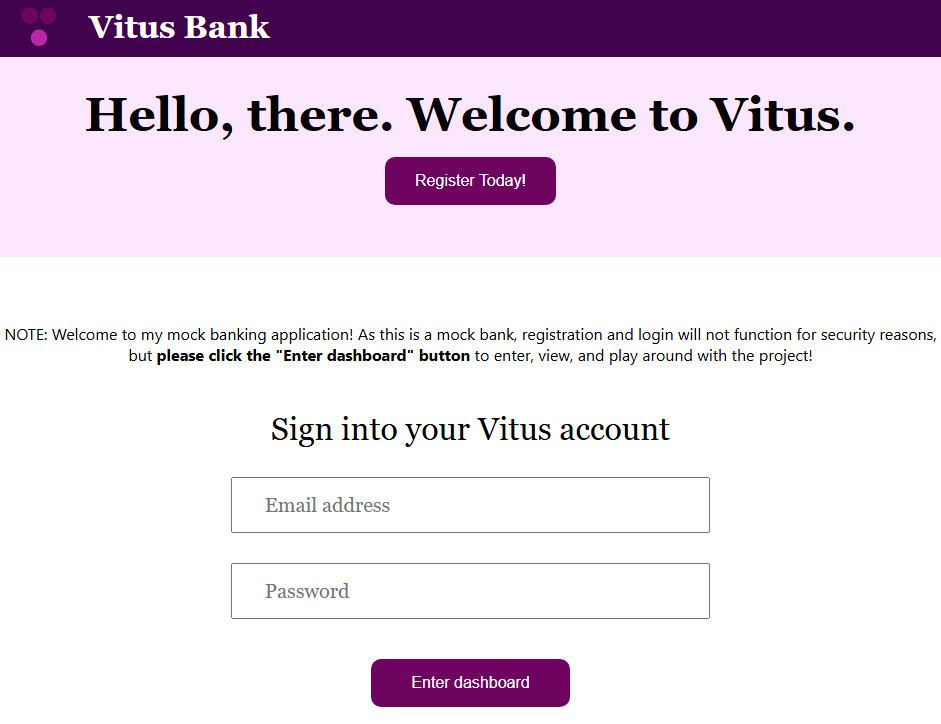 Vitus Bank
Hello, there. Welcome to Vitus.
Register Today!
NOTE: Welcome to my mock banking application! As this is a mock bank, registration and login will not function for security reasons,
but please click the "Enter dashboard" button to enter, view, and play around with the project!
Sign into your Vitus account
Email address
Password
Enter dashboard